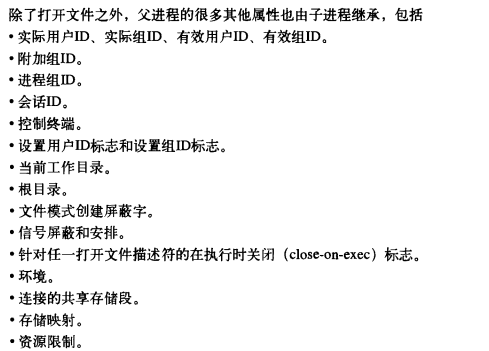 除了打开文件之外，父进程的很多其他属性也由子进程继承，包括
• 实际用户ID、实际组ID、有效用户ID、有效组ID。
• 附加组ID。
• 进程组ID。
• 会话ID。
• 控制终端。
• 设置用户ID标志和设置组ID标志。
• 当前工作目录。
• 根目录。
• 文件模式创建屏蔽字。
• 信号屏蔽和安排。
• 针对任一打开文件描述符的在执行时关闭（close-on-exec）标志。
• 环境。
• 连接的共享存储段。
• 存储映射。
• 资源限制。